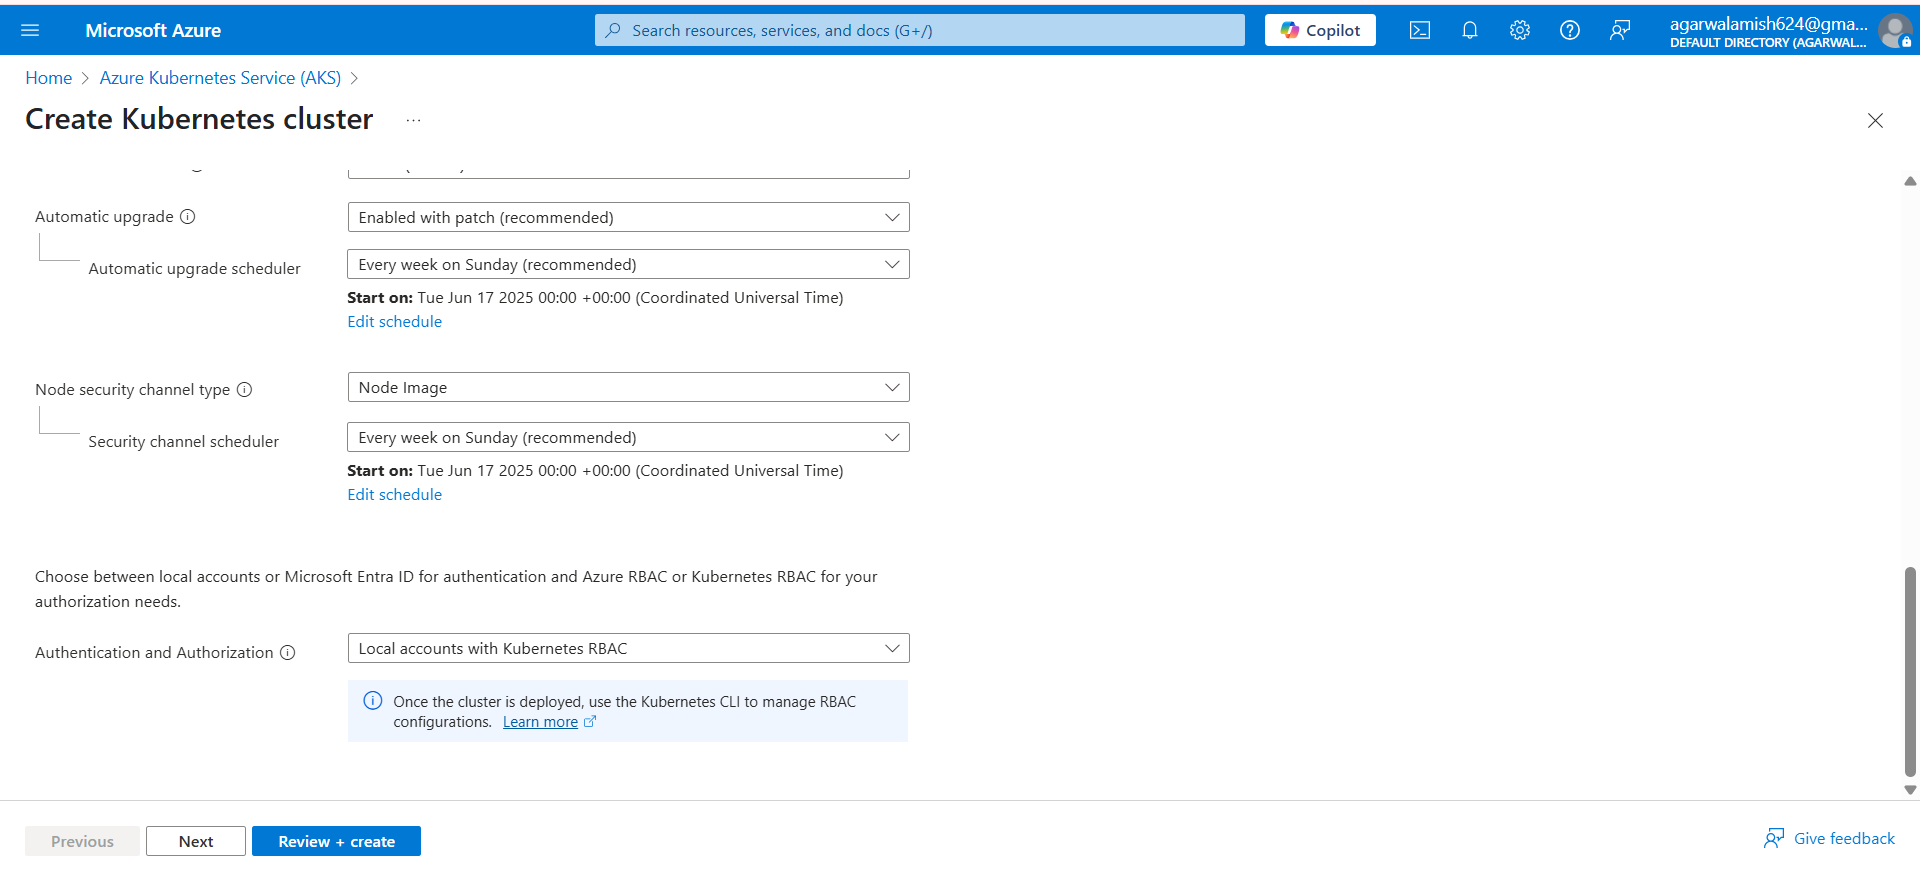 Microsoft Azure
Search resources, services, and docs (G+/)
Copilot
agarwalamish624@gma...
DEFAULT DIRECTORY (AGARWAL...
Home > Azure Kubernetes Service (AKS) >
Create Kubernetes cluster ...
Automatic upgrade
Enabled with patch (recommended)
Automatic upgrade scheduler
Every week on Sunday (recommended)
Start on: Tue Jun 17 2025 00:00 +00:00 (Coordinated Universal Time)
Edit schedule
Node security channel type
Node Image
Security channel scheduler
Every week on Sunday (recommended)
Start on: Tue Jun 17 2025 00:00 +00:00 (Coordinated Universal Time)
Edit schedule
Choose between local accounts or Microsoft Entra ID for authentication and Azure RBAC or Kubernetes RBAC for your
authorization needs.
Authentication and Authorization
Local accounts with Kubernetes RBAC
Once the cluster is deployed, use the Kubernetes CLI to manage RBAC
configurations. Learn more
Previous
Next
Review + create
Give feedback